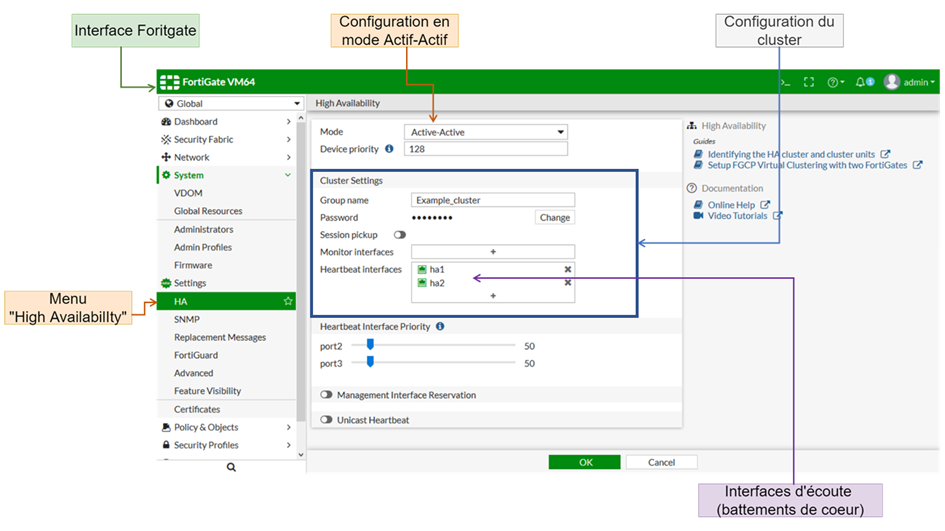 Interface Foritgate
Configuration en
mode Actif-Actif
Configuration du
cluster
FortiGate VM64
>_
1
admin
Global
High Availability
Dashboard
Security Fabric
Network
System
VDOM
Global Resources
Administrators
Admin Profiles
Firmware
Settings
HA
SNMP
Replacement Messages
FortiGuard
Advanced
Feature Visibility
Certificates
Policy & Objects
Security Profiles
Menu
"High AvailabilIty"
Mode Active-Active
Device priority 128
Cluster Settings
Group name Example_cluster
Password •••••••• Change
Session pickup
Monitor interfaces +
Heartbeat interfaces ha1
ha2
+
Heartbeat Interface Priority
port2 50
port3 50
Management Interface Reservation
Unicast Heartbeat
OK Cancel
High Availability
Guides
Identifying the HA cluster and cluster units
Setup FGCP Virtual Clustering with two FortiGates
Documentation
Online Help
Video Tutorials
Interfaces d'écoute
(battements de coeur)